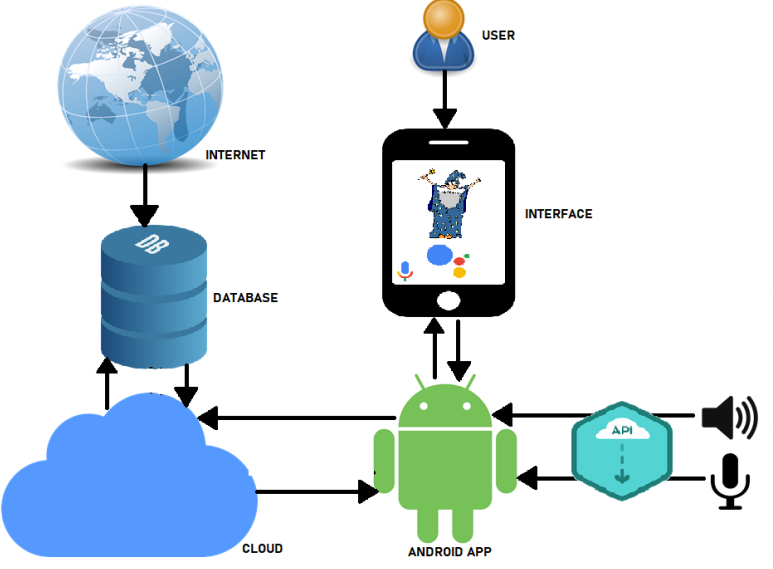 USER
INTERNET
INTERFACE
DB
DATABASE
API
CLOUD
ANDROID APP